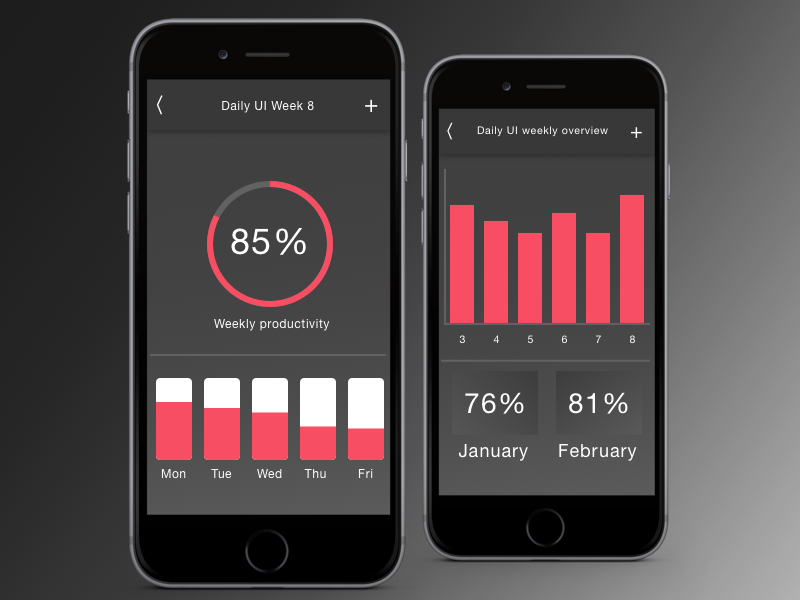 Daily UI Week 8
+
85%
Weekly productivity
Mon Tue Wed Thu Fri
Daily UI weekly overview
+
3 4 5 6 7 8
76% 81%
January February